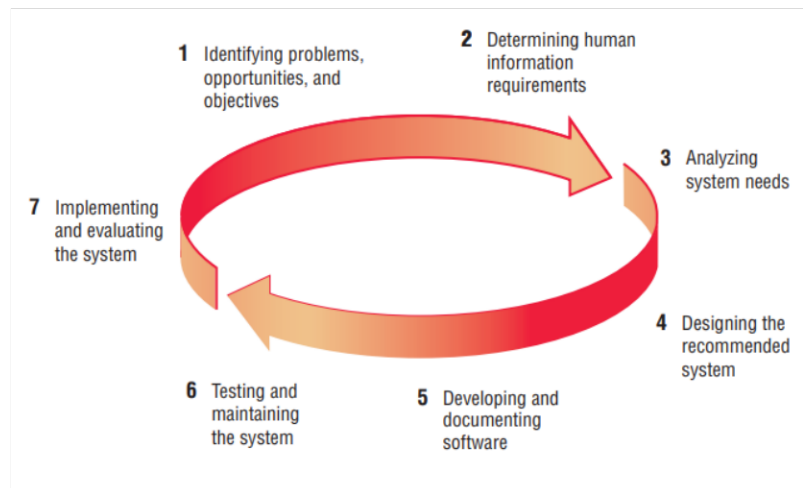 1 Identifying problems,
opportunities, and
objectives
2 Determining human
information
requirements
3 Analyzing
system needs
4 Designing the
recommended
system
5 Developing and
documenting
software
6 Testing and
maintaining
the system
7 Implementing
and evaluating
the system